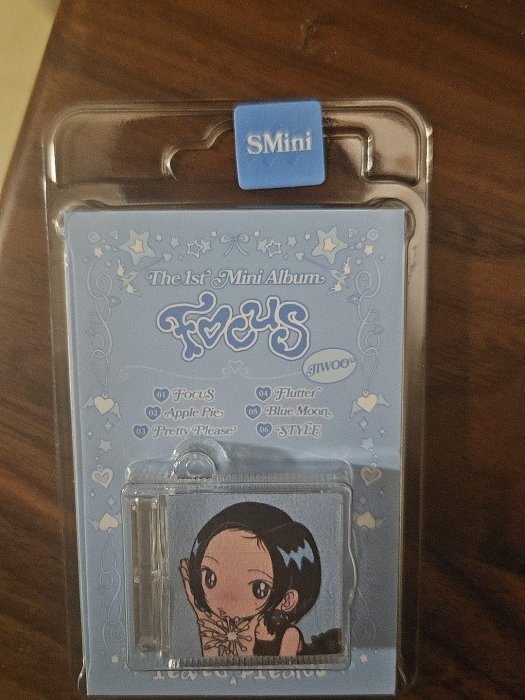 SMini
The 1st Mini Album
FOCUS
JIWOO
01 FOCUS
04 Flutter
02 Apple Pie
05 Blue Moon
03 Pretty Please
06 STYLE